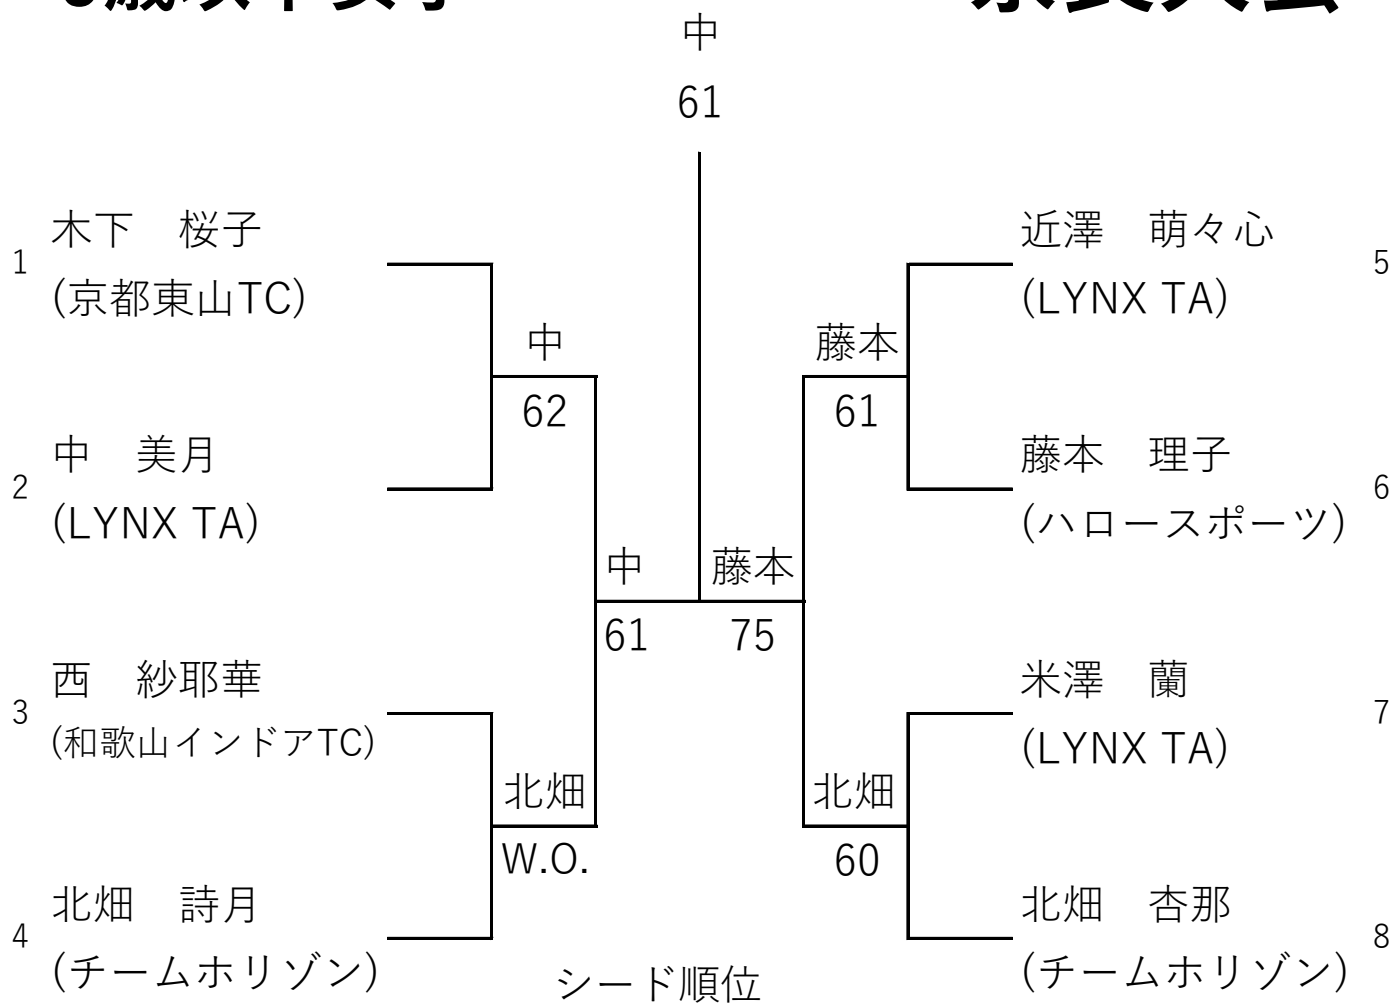 中
61
1
木下　桜子
(京都東山TC)
2
中　美月
(LYNX TA)
3
西　紗耶華
(和歌山インドアTC)
4
北畑　詩月
(チームホリゾン)
中
62
北畑
W.O.
中
61
藤本
75
藤本
61
北畑
60
近澤　萌々心
(LYNX TA)
5
藤本　理子
(ハロースポーツ)
6
米澤　蘭
(LYNX TA)
7
北畑　杏那
(チームホリゾン)
8
シード順位